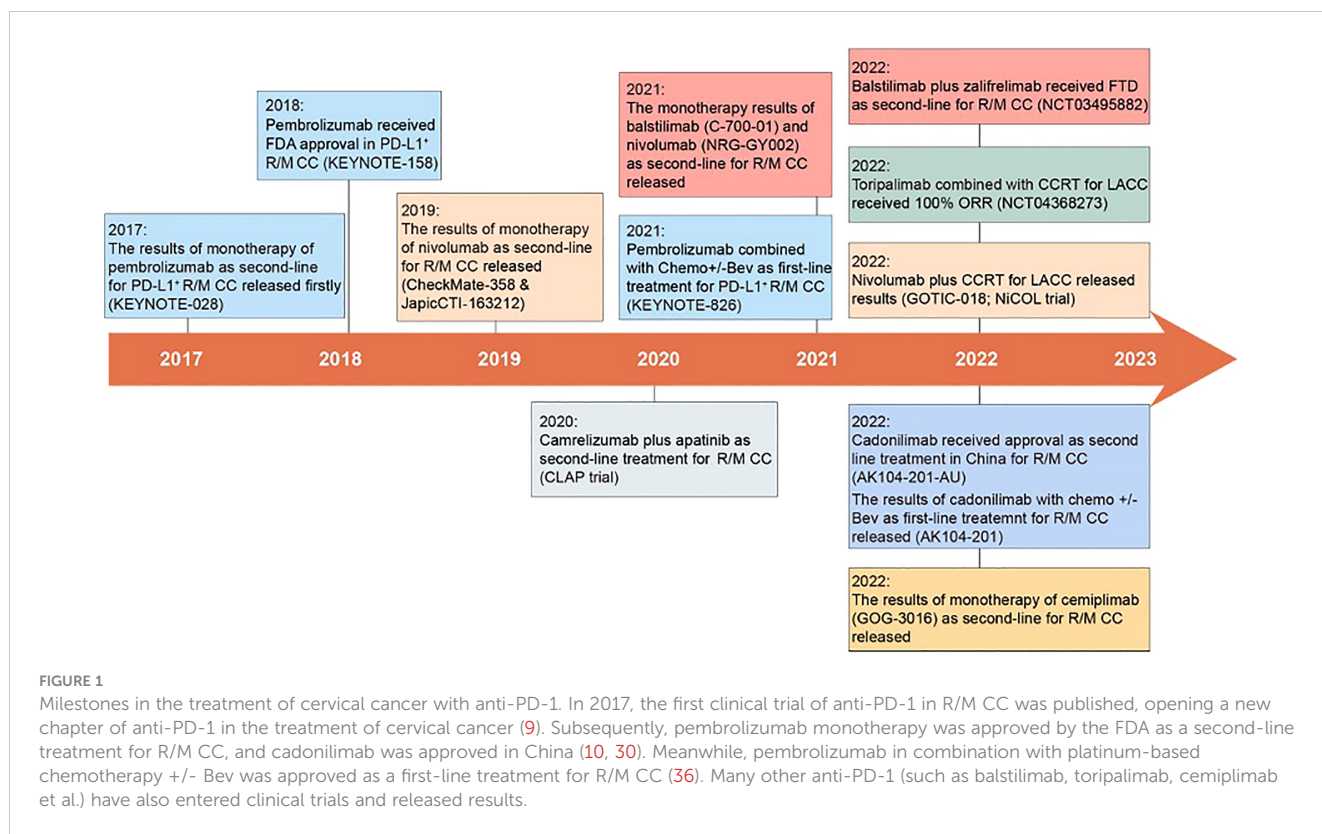 2018:
Pembrolizumab received
FDA approval in PD-L1⁺
R/M CC (KEYNOTE-158)
2021:
The monotherapy results of
balstilimab (C-700-01) and
nivolumab (NRG-GY002)
as second-line for R/M CC
released
2022:
Balstilimab plus zalifrelimab received FTD
as second-line for R/M CC (NCT03495882)
2022:
Toripalimab combined with CCRT for LACC
received 100% ORR (NCT04368273)
2017:
The results of monotherapy of
pembrolizumab as second-line
for PD-L1⁺ R/M CC released firstly
(KEYNOTE-028)
2019:
The results of monotherapy
of nivolumab as second-line
for R/M CC released
(CheckMate-358 &
JapicCTI-163212)
2021:
Pembrolizumab combined
with Chemo+/-Bev as first-line
treatment for PD-L1⁺ R/M CC
(KEYNOTE-826)
2022:
Nivolumab plus CCRT for LACC released
results (GOTIC-018; NiCOL trial)
2017 2018 2019 2020 2021 2022 2023
2020:
Camrelizumab plus apatinib as
second-line treatment for R/M CC
(CLAP trial)
2022:
Cadonilimab received approval as second
line treatment in China for R/M CC
(AK104-201-AU)
The results of cadonilimab with chemo +/-
Bev as first-line treatemnt for R/M CC
released (AK104-201)
2022:
The results of monotherapy of cemiplimab
(GOG-3016) as second-line for R/M CC
released
FIGURE 1
Milestones in the treatment of cervical cancer with anti-PD-1. In 2017, the first clinical trial of anti-PD-1 in R/M CC was published, opening a new
chapter of anti-PD-1 in the treatment of cervical cancer (9). Subsequently, pembrolizumab monotherapy was approved by the FDA as a second-line
treatment for R/M CC, and cadonilimab was approved in China (10, 30). Meanwhile, pembrolizumab in combination with platinum-based
chemotherapy +/- Bev was approved as a first-line treatment for R/M CC (36). Many other anti-PD-1 (such as balstilimab, toripalimab, cemiplimab
et al.) have also entered clinical trials and released results.